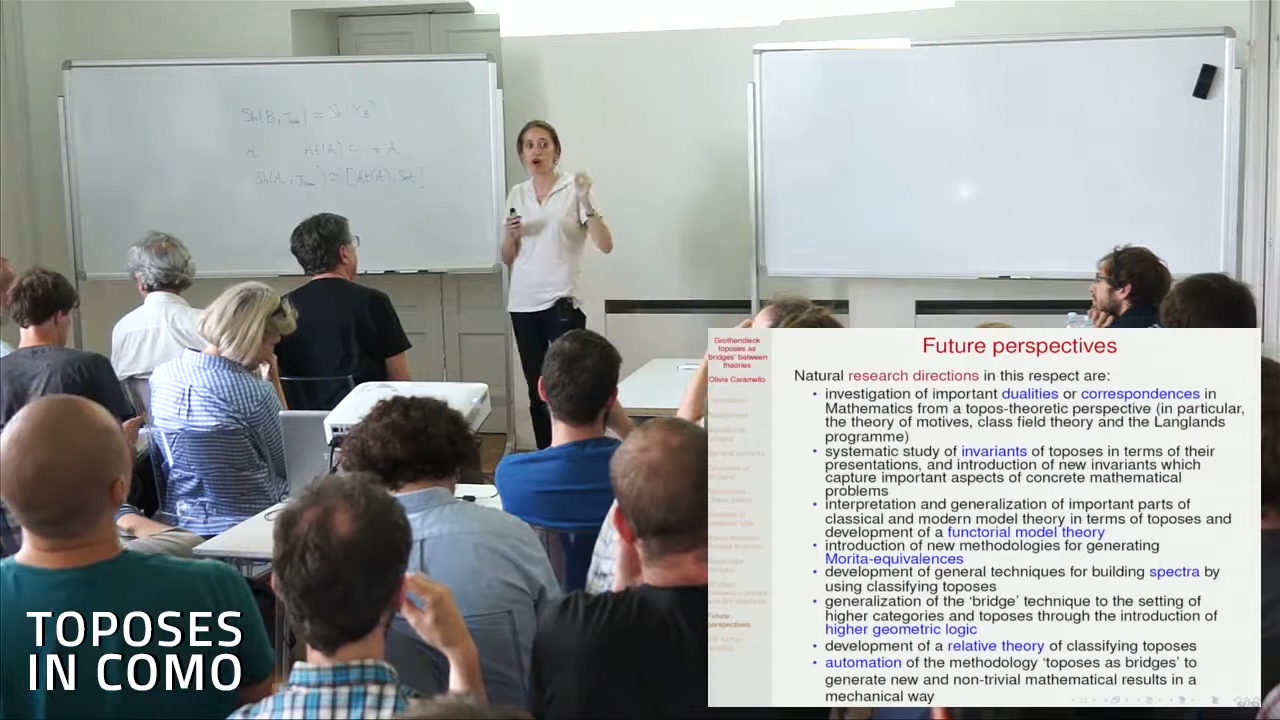 Grothendieck
toposes as
'bridges' between
theories
Olivia Caramello
Future
perspectives
Future perspectives
Natural research directions in this respect are:
• investigation of important dualities or correspondences in
Mathematics from a topos-theoretic perspective (in particular,
the theory of motives, class field theory and the Langlands
programme)
• systematic study of invariants of toposes in terms of their
presentations, and introduction of new invariants which
capture important aspects of concrete mathematical
problems
• interpretation and generalization of important parts of
classical and modern model theory in terms of toposes and
development of a functorial model theory
• introduction of new methodologies for generating
Morita-equivalences
• development of general techniques for building spectra by
using classifying toposes
• generalization of the 'bridge' technique to the setting of
higher categories and toposes through the introduction of
higher geometric logic
• development of a relative theory of classifying toposes
• automation of the methodology 'toposes as bridges' to
generate new and non-trivial mathematical results in a
mechanical way
TOPOSES
IN COMO